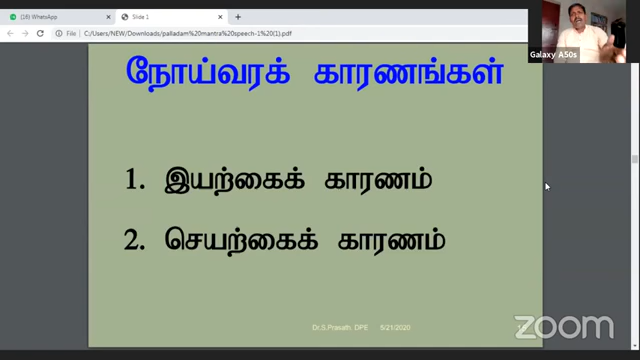 (16) WhatsApp
Slide 1
File
C:/Users/NEW/Downloads/palladam%20mantra%20speech-1%20(1).pdf
Galaxy A50s
நோய்வரக் காரணங்கள்
1. இயற்கைக் காரணம்
2. செயற்கைக் காரணம்
Dr.S.Prasath, DPE 5/21/2020
zoom